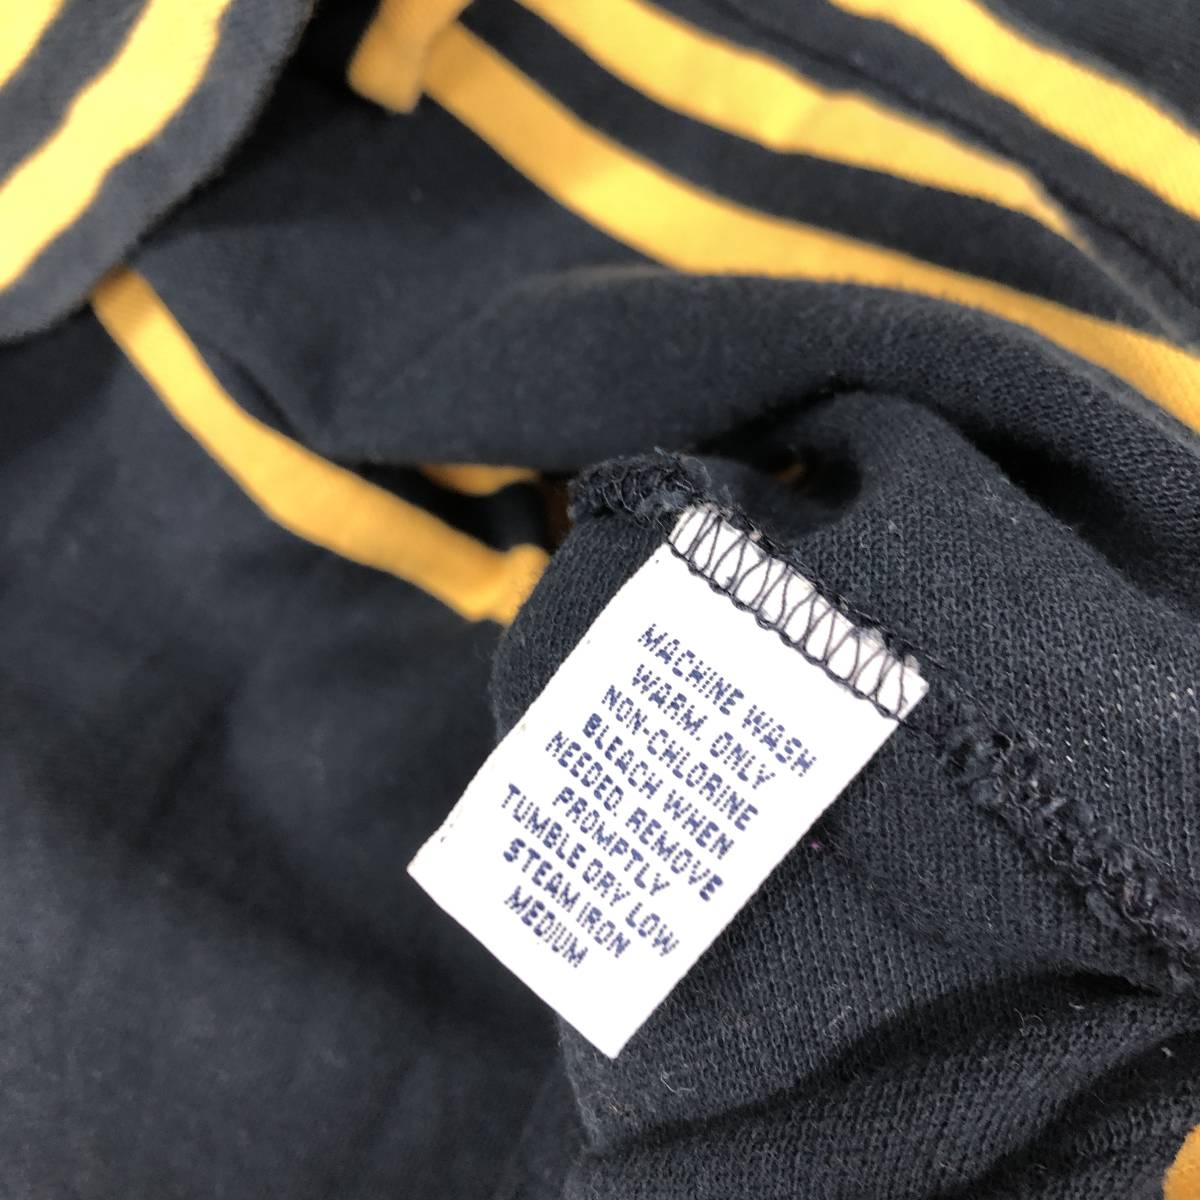 MACHINE WASH
WARM. ONLY
NON-CHLORINE
BLEACH WHEN
NEEDED. REMOVE
PROMPTLY
TUMBLE DRY LOW
STEAM IRON
MEDIUM